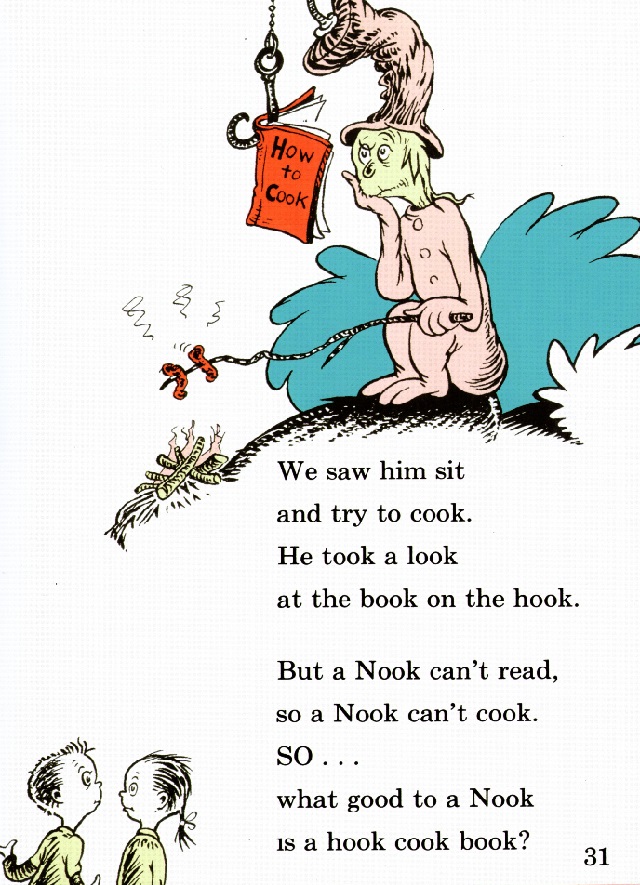 How
to
Cook
We saw him sit
and try to cook.
He took a look
at the book on the hook.
But a Nook can't read,
so a Nook can't cook.
SO . . .
what good to a Nook
is a hook cook book?
31